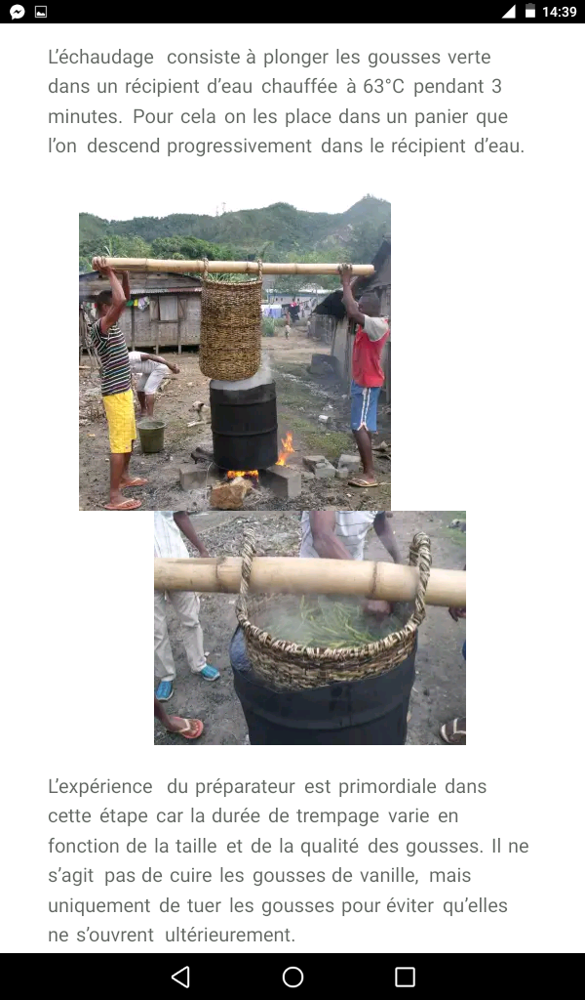 14:39
L'échaudage consiste à plonger les gousses verte
dans un récipient d'eau chauffée à 63°C pendant 3
minutes. Pour cela on les place dans un panier que
l'on descend progressivement dans le récipient d'eau.
L'expérience du préparateur est primordiale dans
cette étape car la durée de trempage varie en
fonction de la taille et de la qualité des gousses. Il ne
s'agit pas de cuire les gousses de vanille, mais
uniquement de tuer les gousses pour éviter qu'elles
ne s'ouvrent ultérieurement.